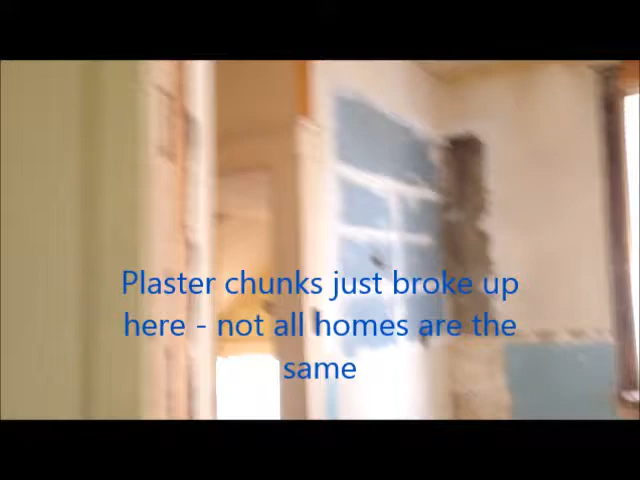 Plaster chunks just broke up
here - not all homes are the
same